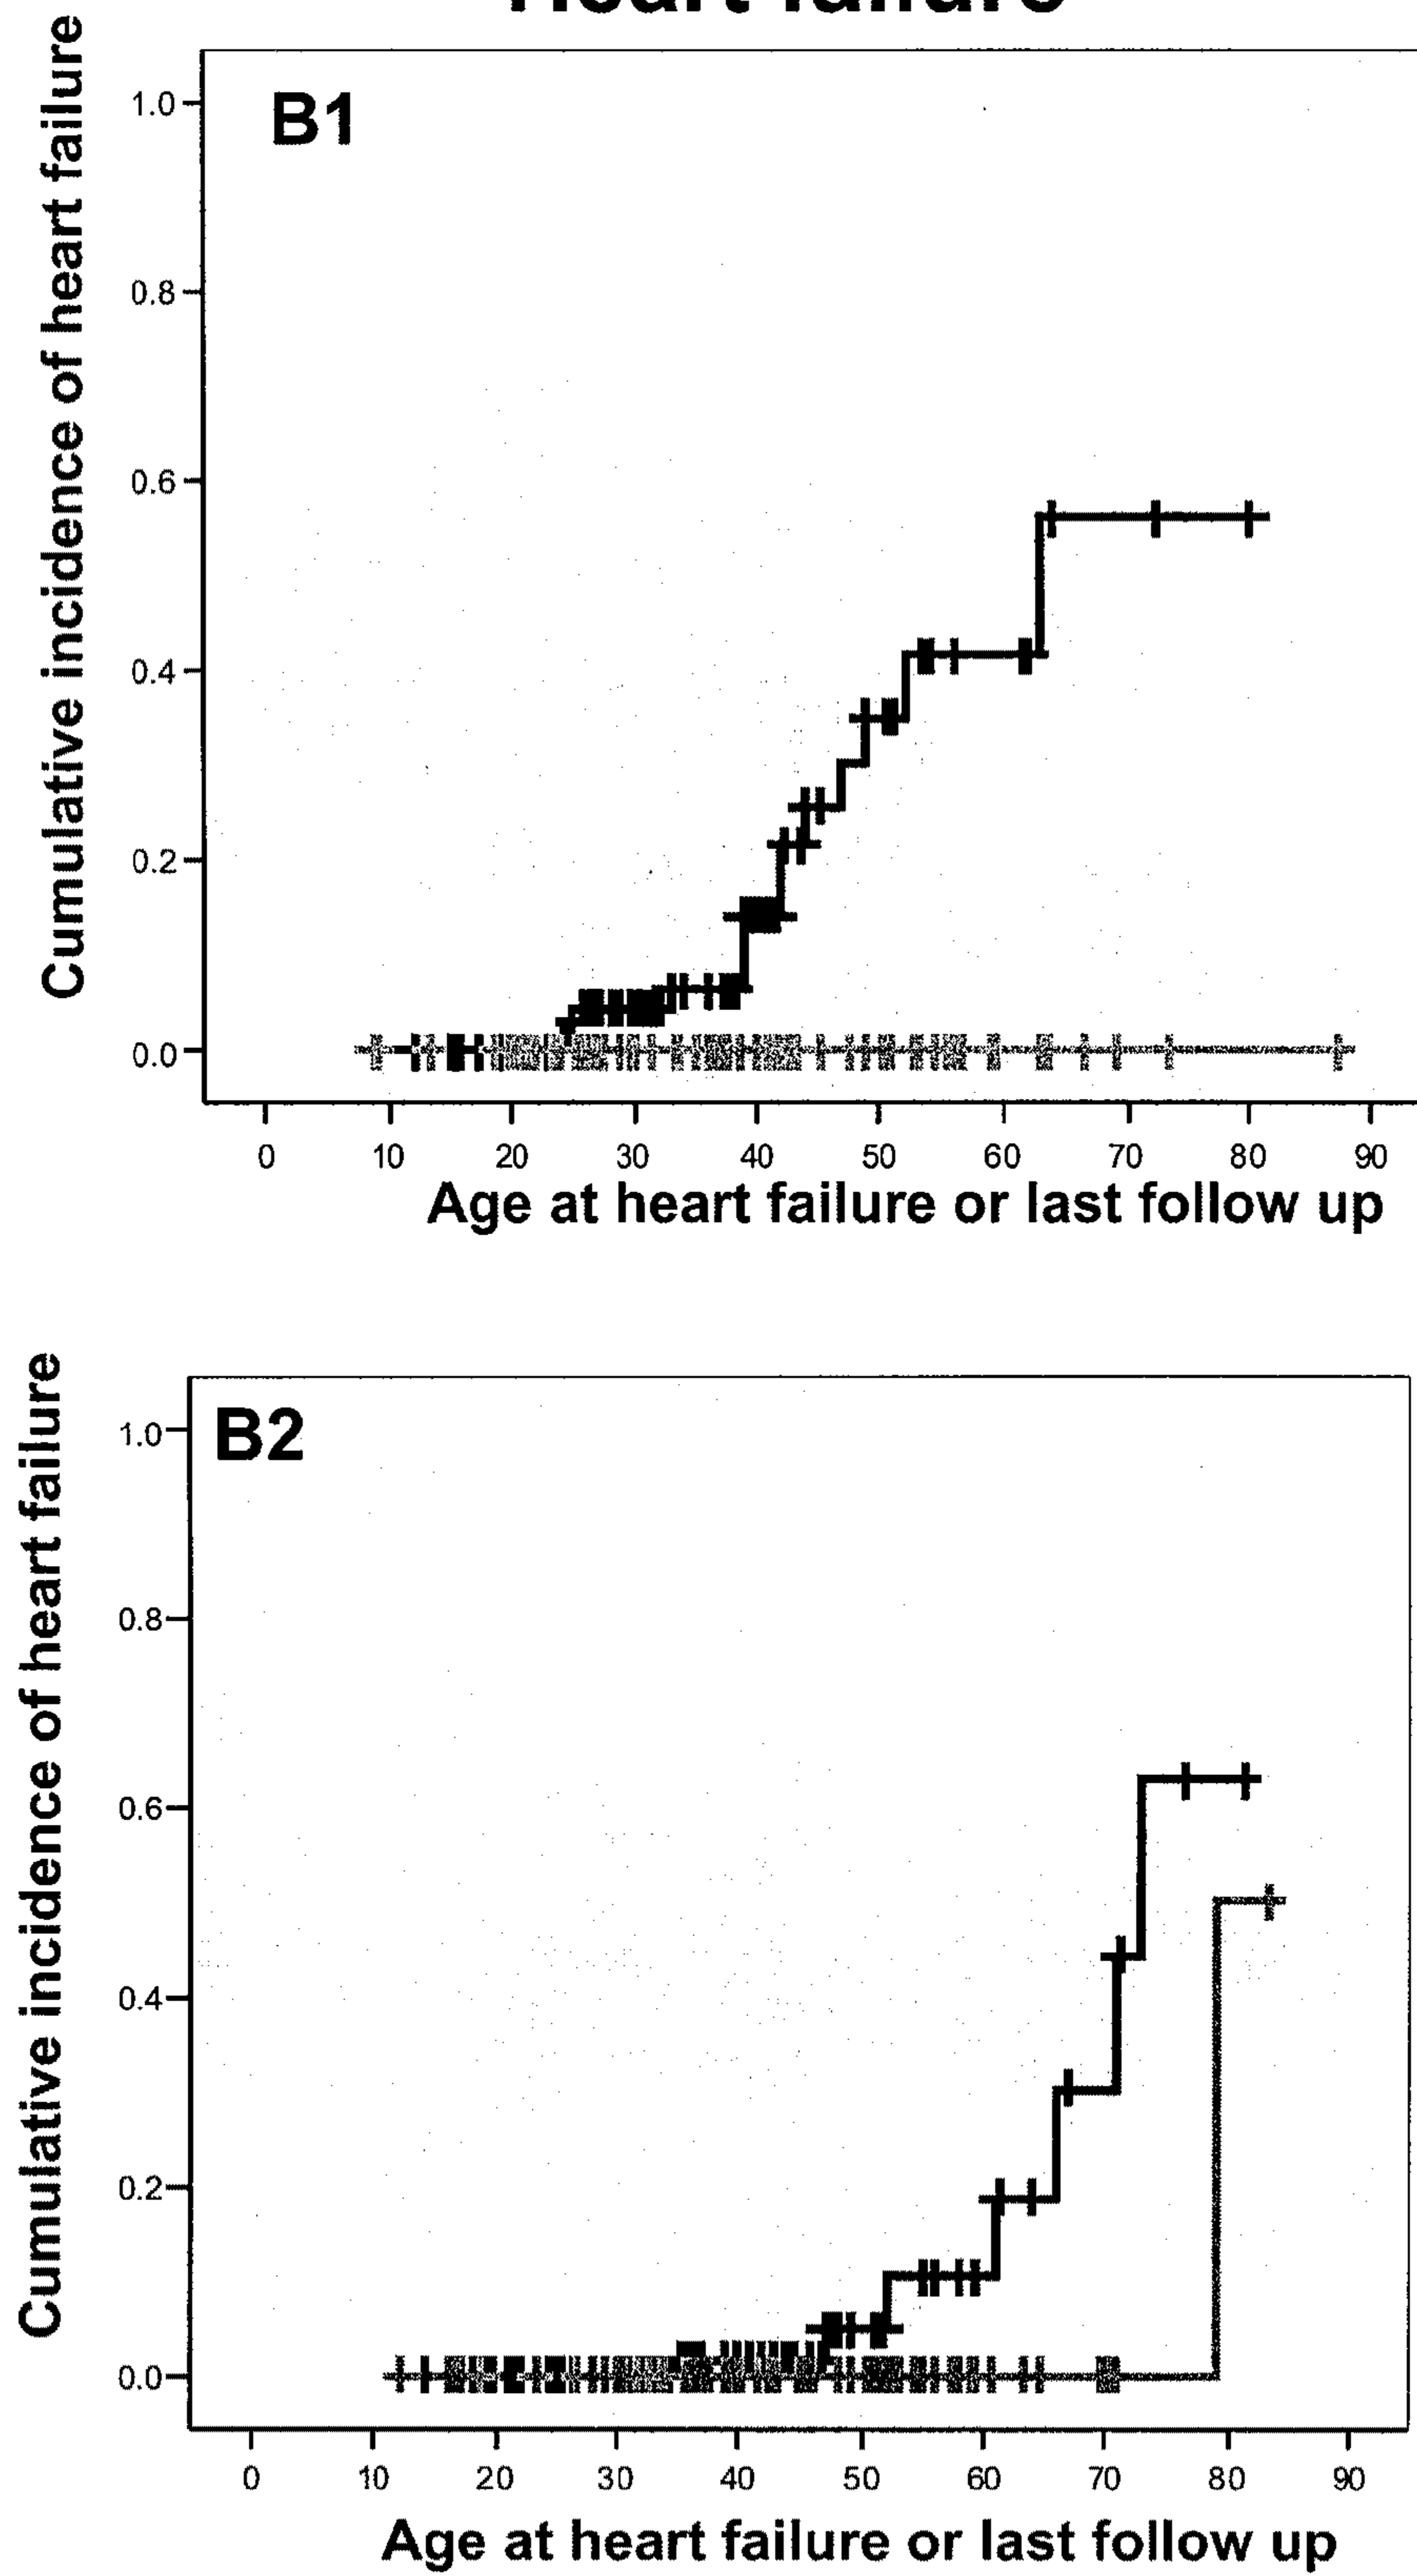 Heart failure
B1
Cumulative incidence of heart failure
1.0
0.8
0.6
0.4
0.2
0.0
0 10 20 30 40 50 60 70 80 90
Age at heart failure or last follow up
B2
Cumulative incidence of heart failure
1.0
0.8
0.6
0.4
0.2
0.0
0 10 20 30 40 50 60 70 80 90
Age at heart failure or last follow up